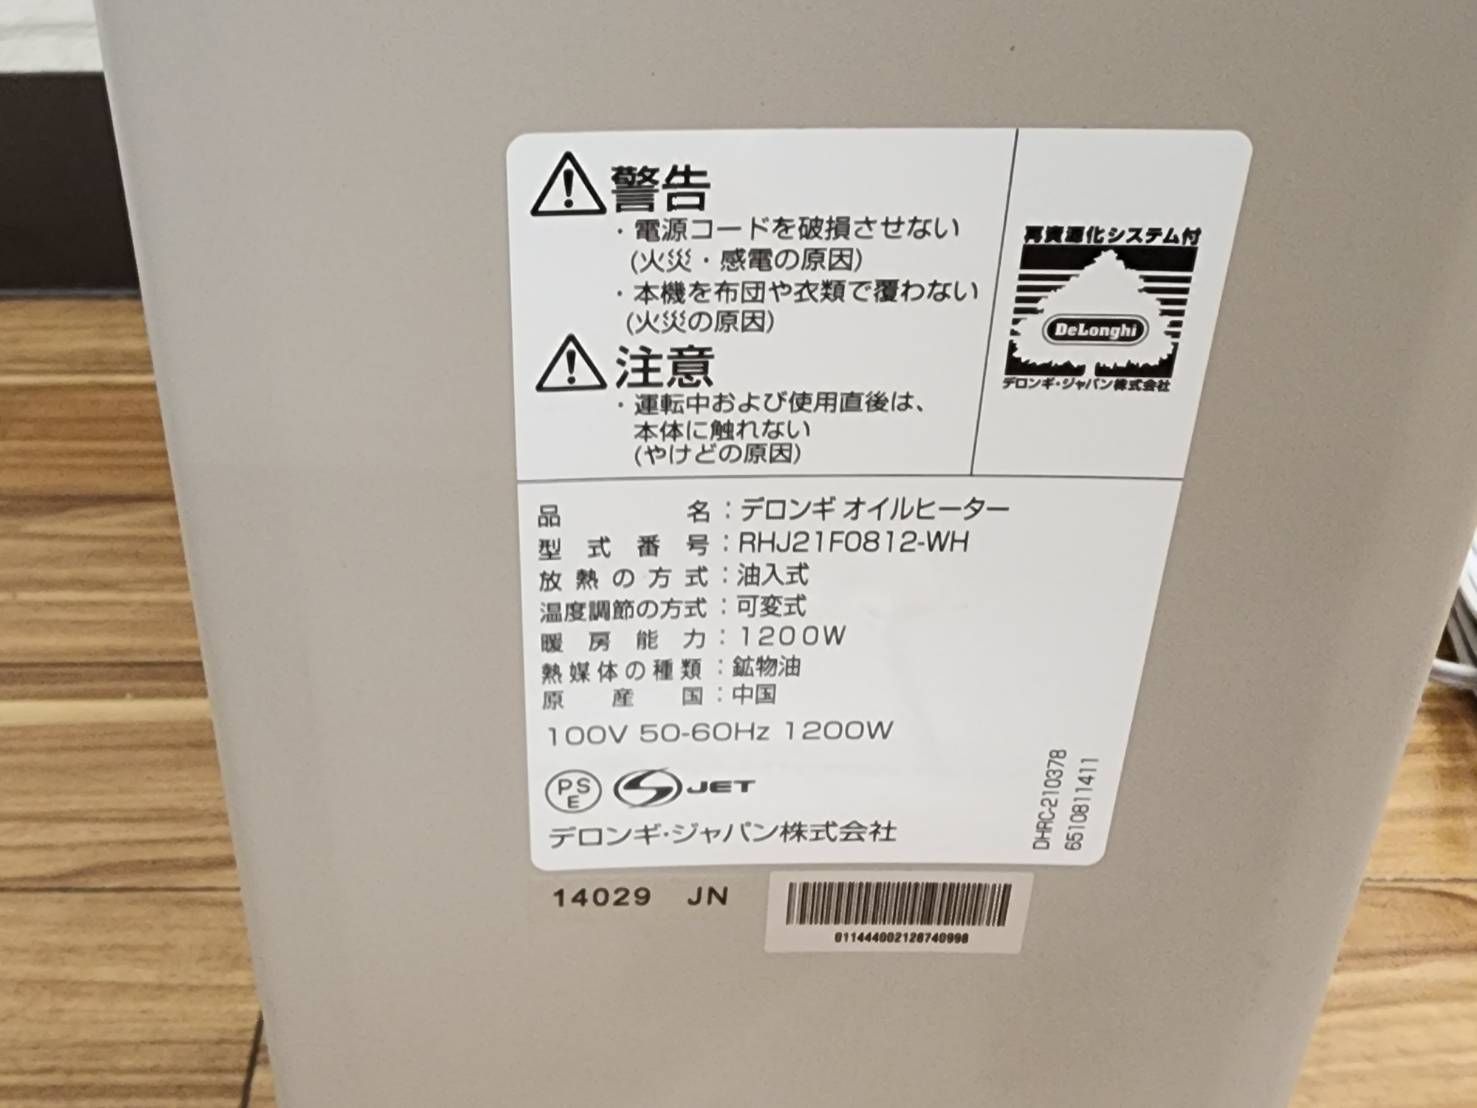 警告
・電源コードを破損させない
(火災・感電の原因)
・本機を布団や衣類で覆わない
(火災の原因)
注意
・運転中および使用直後は、
本体に触れない
(やけどの原因)
再資源化システム付
DeLonghi
デロンギ・ジャパン株式会社
品名：デロンギ オイルヒーター
型式番号：RHJ21F0812-WH
放熱の方式：油入式
温度調節の方式：可変式
暖房能力：1200W
熱媒体の種類：鉱物油
原産国：中国
100V 50-60Hz 1200W
PSE JET
デロンギ・ジャパン株式会社
DHRC-210378
6510811411
14029 JN
011444002128740998